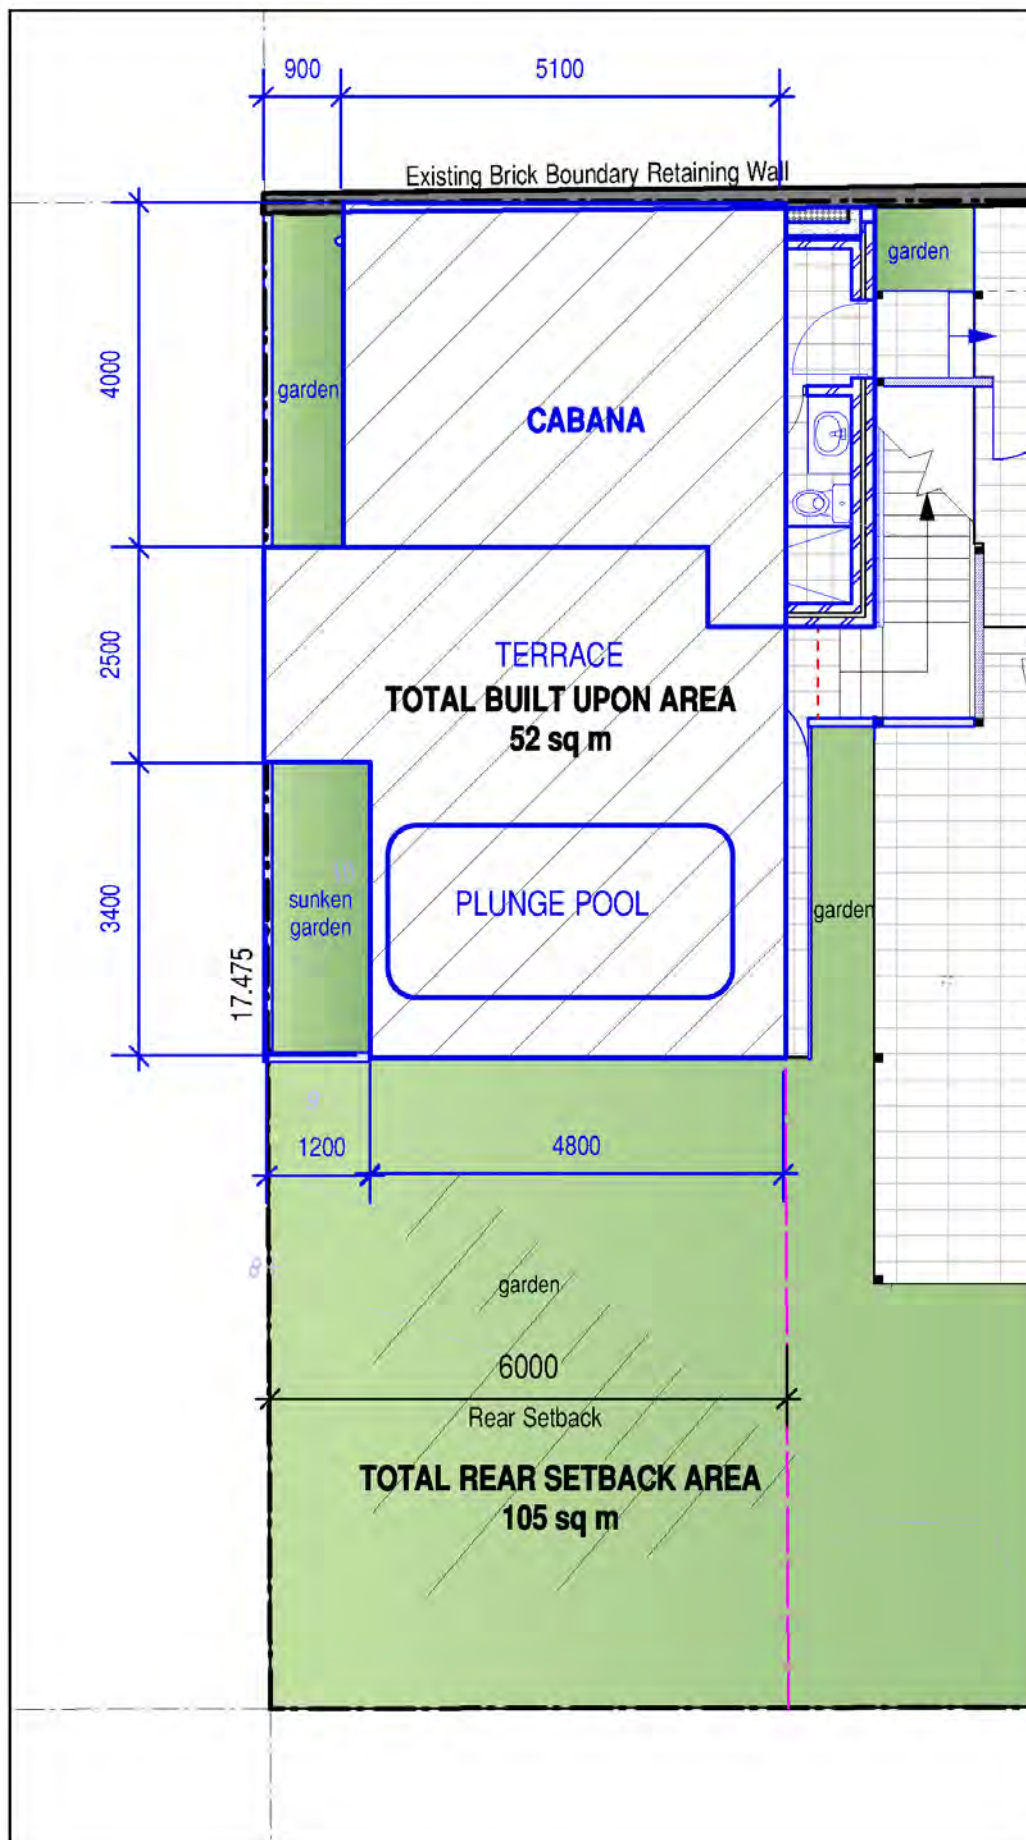 900
5100
Existing Brick Boundary Retaining Wall
garden
4000
garden
CABANA
2500
TERRACE
TOTAL BUILT UPON AREA
52 sq m
3400
sunken
garden
PLUNGE POOL
garden
17.475
9
1200
4800
8
garden
6000
Rear Setback
TOTAL REAR SETBACK AREA
105 sq m